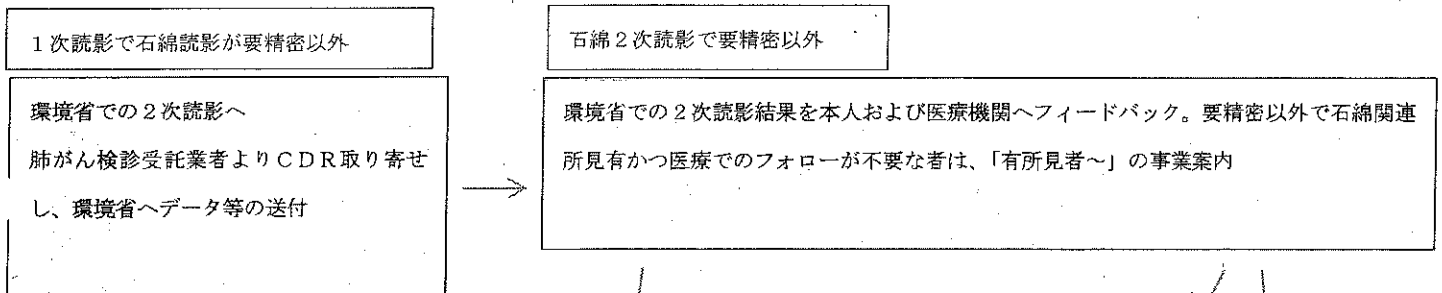 1次読影で石綿読影が要精密以外
石綿2次読影で要精密以外
環境省での2次読影へ
肺がん検診受託業者よりCDR取り寄せ
し、環境省へデータ等の送付
環境省での2次読影結果を本人および医療機関へフィードバック。要精密以外で石綿関連
所見有かつ医療でのフォローが不要な者は、「有所見者~」の事業案内